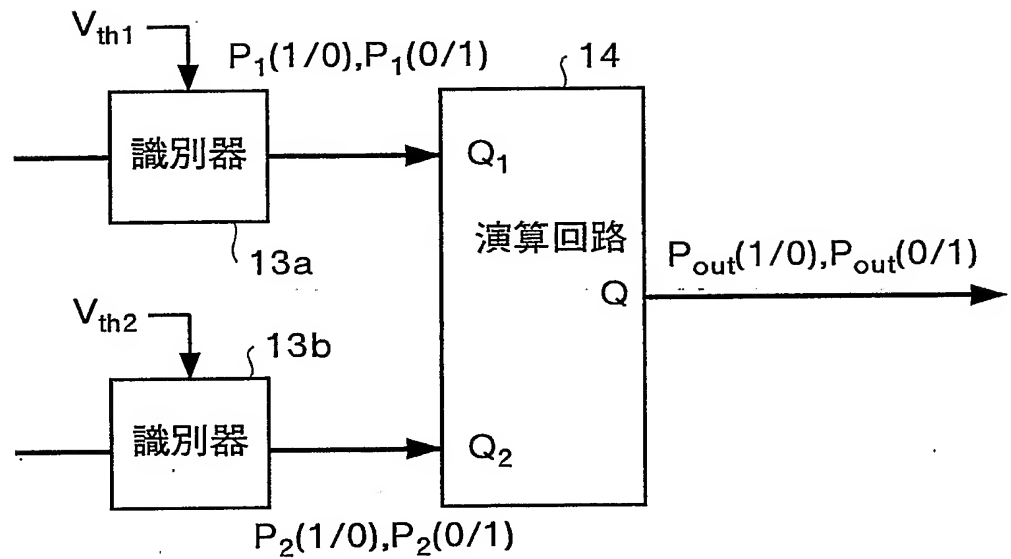 V_th1
P_1(1/0),P_1(0/1)
14
識別器
Q_1
13a
演算回路
P_out(1/0),P_out(0/1)
Q
V_th2
13b
識別器
Q_2
P_2(1/0),P_2(0/1)